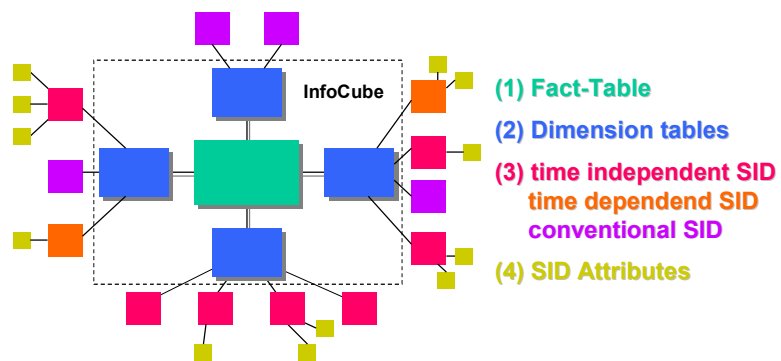 InfoCube
(1) Fact-Table
(2) Dimension tables
(3) time independent SID
time dependend SID
conventional SID
(4) SID Attributes